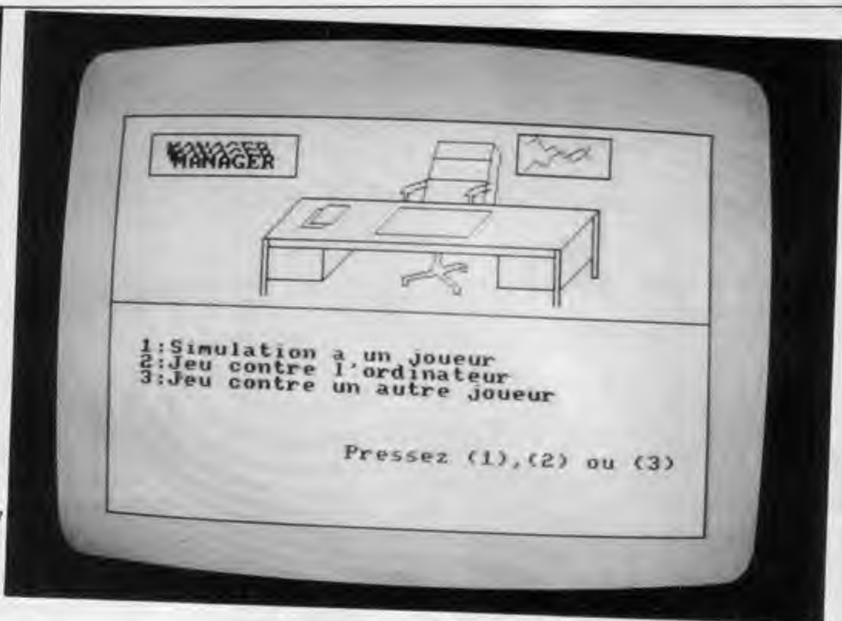 MANAGER
MANAGER
1:Simulation a un joueur
2:Jeu contre l'ordinateur
3:Jeu contre un autre joueur
Pressez (1),(2) ou (3)